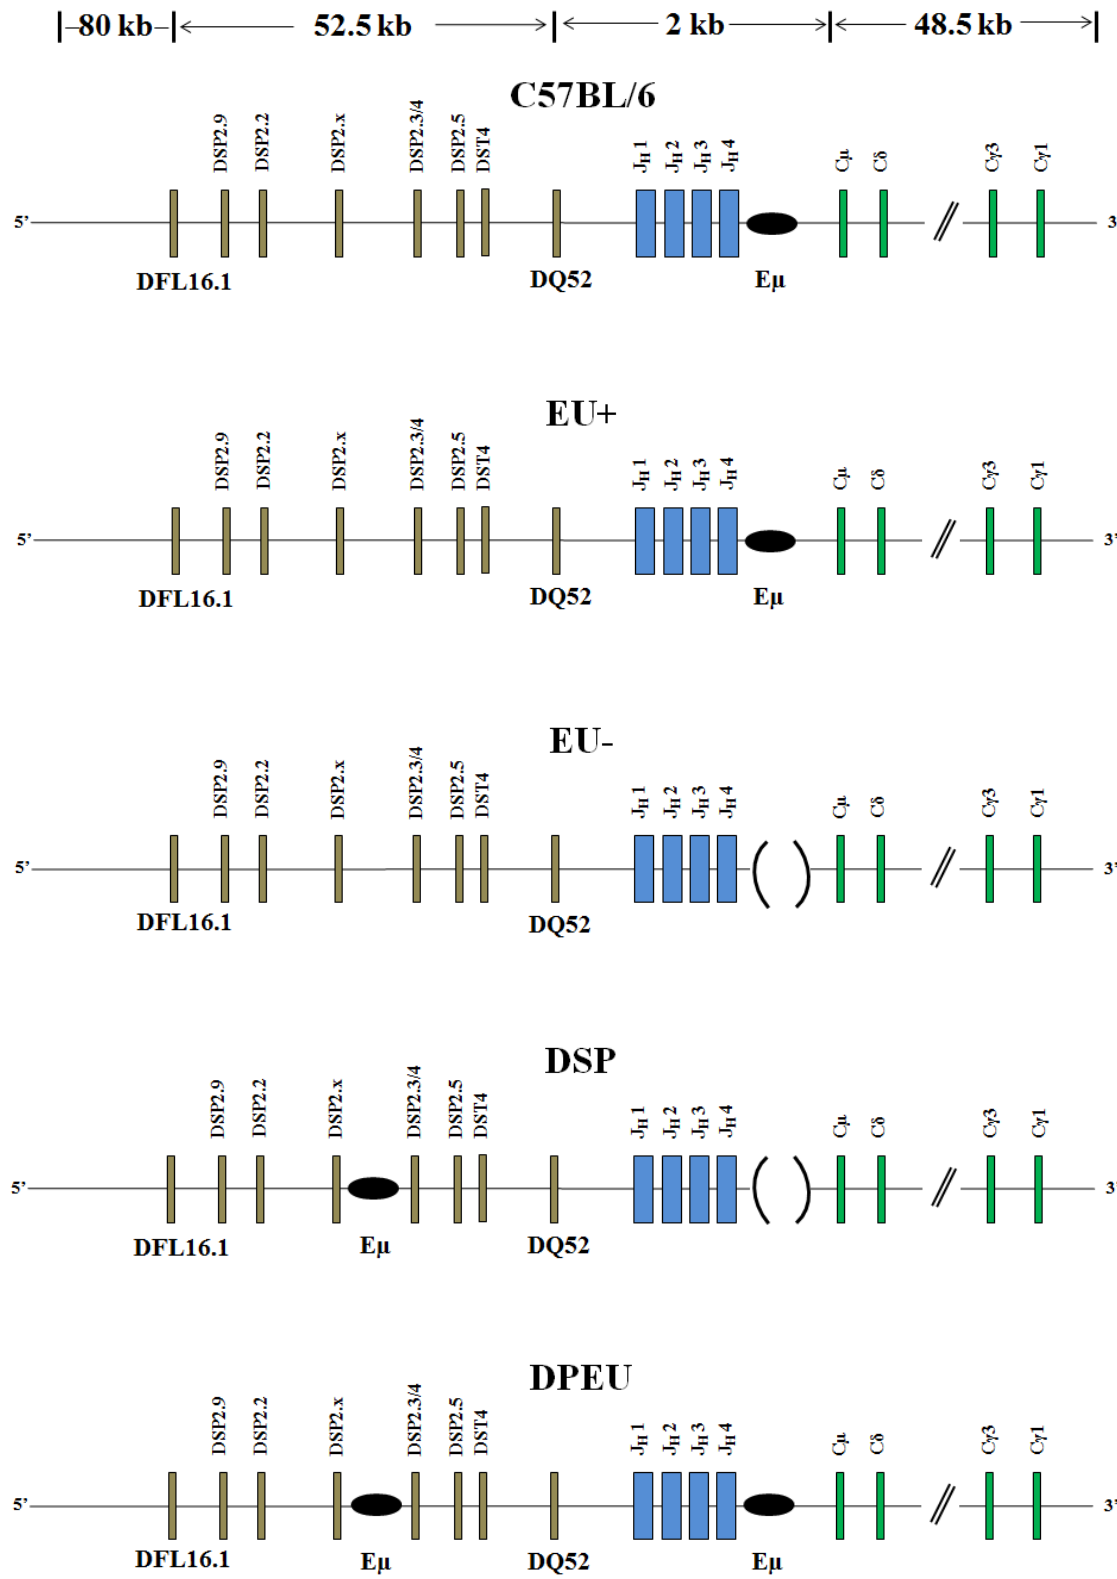 80 kb 52.5 kb 2 kb 48.5 kb
C57BL/6
DSP2.9 DSP2.2 DSP2.x DSP2.3/4 DSP2.5 DST4 JH1 JH2 JH3 JH4 Cμ Cδ Cγ3 Cγ1
5’ 3’
DFL16.1 DQ52 Eμ
EU+
DSP2.9 DSP2.2 DSP2.x DSP2.3/4 DSP2.5 DST4 JH1 JH2 JH3 JH4 Cμ Cδ Cγ3 Cγ1
5’ 3’
DFL16.1 DQ52 Eμ
EU-
DSP2.9 DSP2.2 DSP2.x DSP2.3/4 DSP2.5 DST4 JH1 JH2 JH3 JH4 Cμ Cδ Cγ3 Cγ1
5’ ( ) 3’
DFL16.1 DQ52
DSP
DSP2.9 DSP2.2 DSP2.x DSP2.3/4 DSP2.5 DST4 JH1 JH2 JH3 JH4 Cμ Cδ Cγ3 Cγ1
5’ ( ) 3’
DFL16.1 Eμ DQ52
DPEU
DSP2.9 DSP2.2 DSP2.x DSP2.3/4 DSP2.5 DST4 JH1 JH2 JH3 JH4 Cμ Cδ Cγ3 Cγ1
5’ 3’
DFL16.1 Eμ DQ52 Eμ